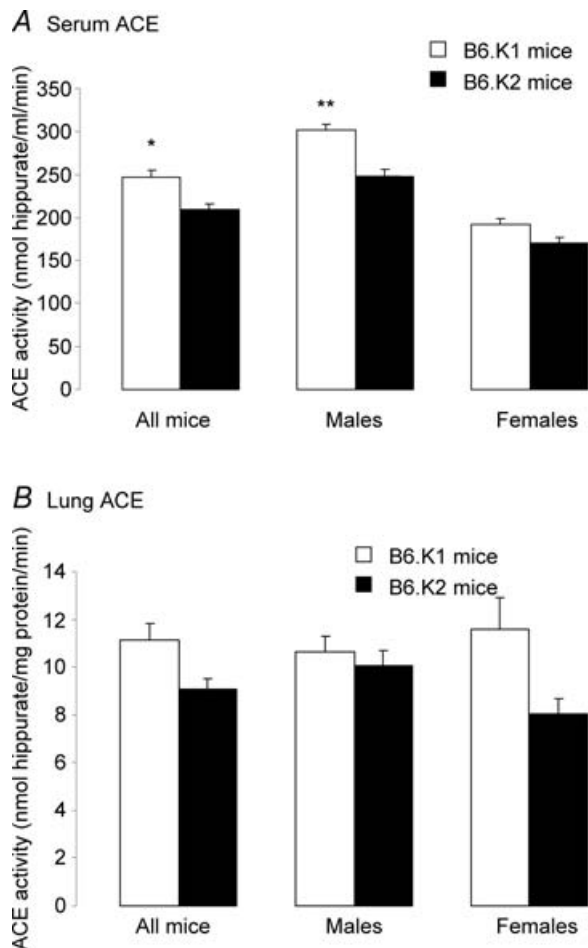 A Serum ACE
B6.K1 mice
B6.K2 mice
ACE activity (nmol hippurate/ml/min)
350
300
250
200
150
100
50
0
*
**
All mice
Males
Females
B Lung ACE
B6.K1 mice
B6.K2 mice
ACE activity (nmol hippurate/mg protein/min)
14
12
10
8
6
4
2
0
All mice
Males
Females